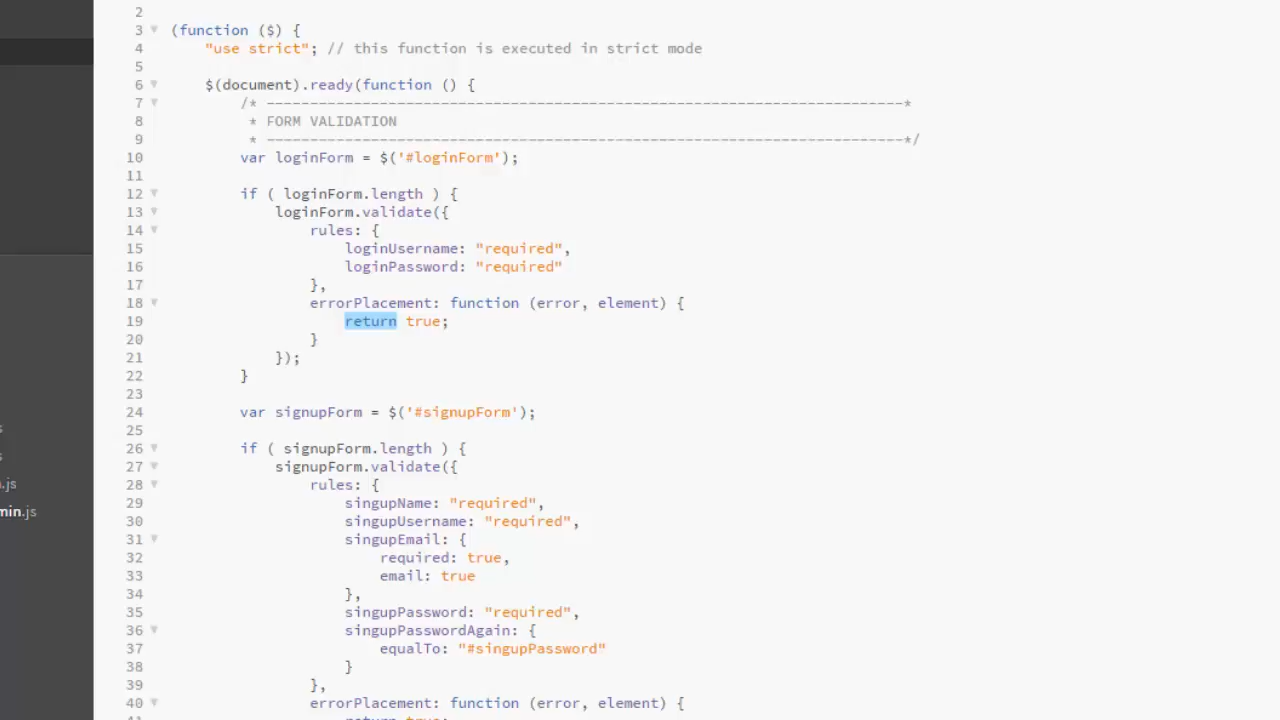 2
3 (function ($) {
4 "use strict"; // this function is executed in strict mode
5
6 $(document).ready(function () {
7 /* -------------------------------------------------------------------------*
8 * FORM VALIDATION
9 * -------------------------------------------------------------------------*/
10 var loginForm = $('#loginForm');
11
12 if ( loginForm.length ) {
13 loginForm.validate({
14 rules: {
15 loginUsername: "required",
16 loginPassword: "required"
17 },
18 errorPlacement: function (error, element) {
19 return true;
20 }
21 });
22 }
23
24 var signupForm = $('#signupForm');
25
26 if ( signupForm.length ) {
27 signupForm.validate({
28 rules: {
29 singupName: "required",
30 singupUsername: "required",
31 singupEmail: {
32 required: true,
33 email: true
34 },
35 singupPassword: "required",
36 singupPasswordAgain: {
37 equalTo: "#singupPassword"
38 }
39 },
40 errorPlacement: function (error, element) {
41 return true;
s
s
.js
min.js